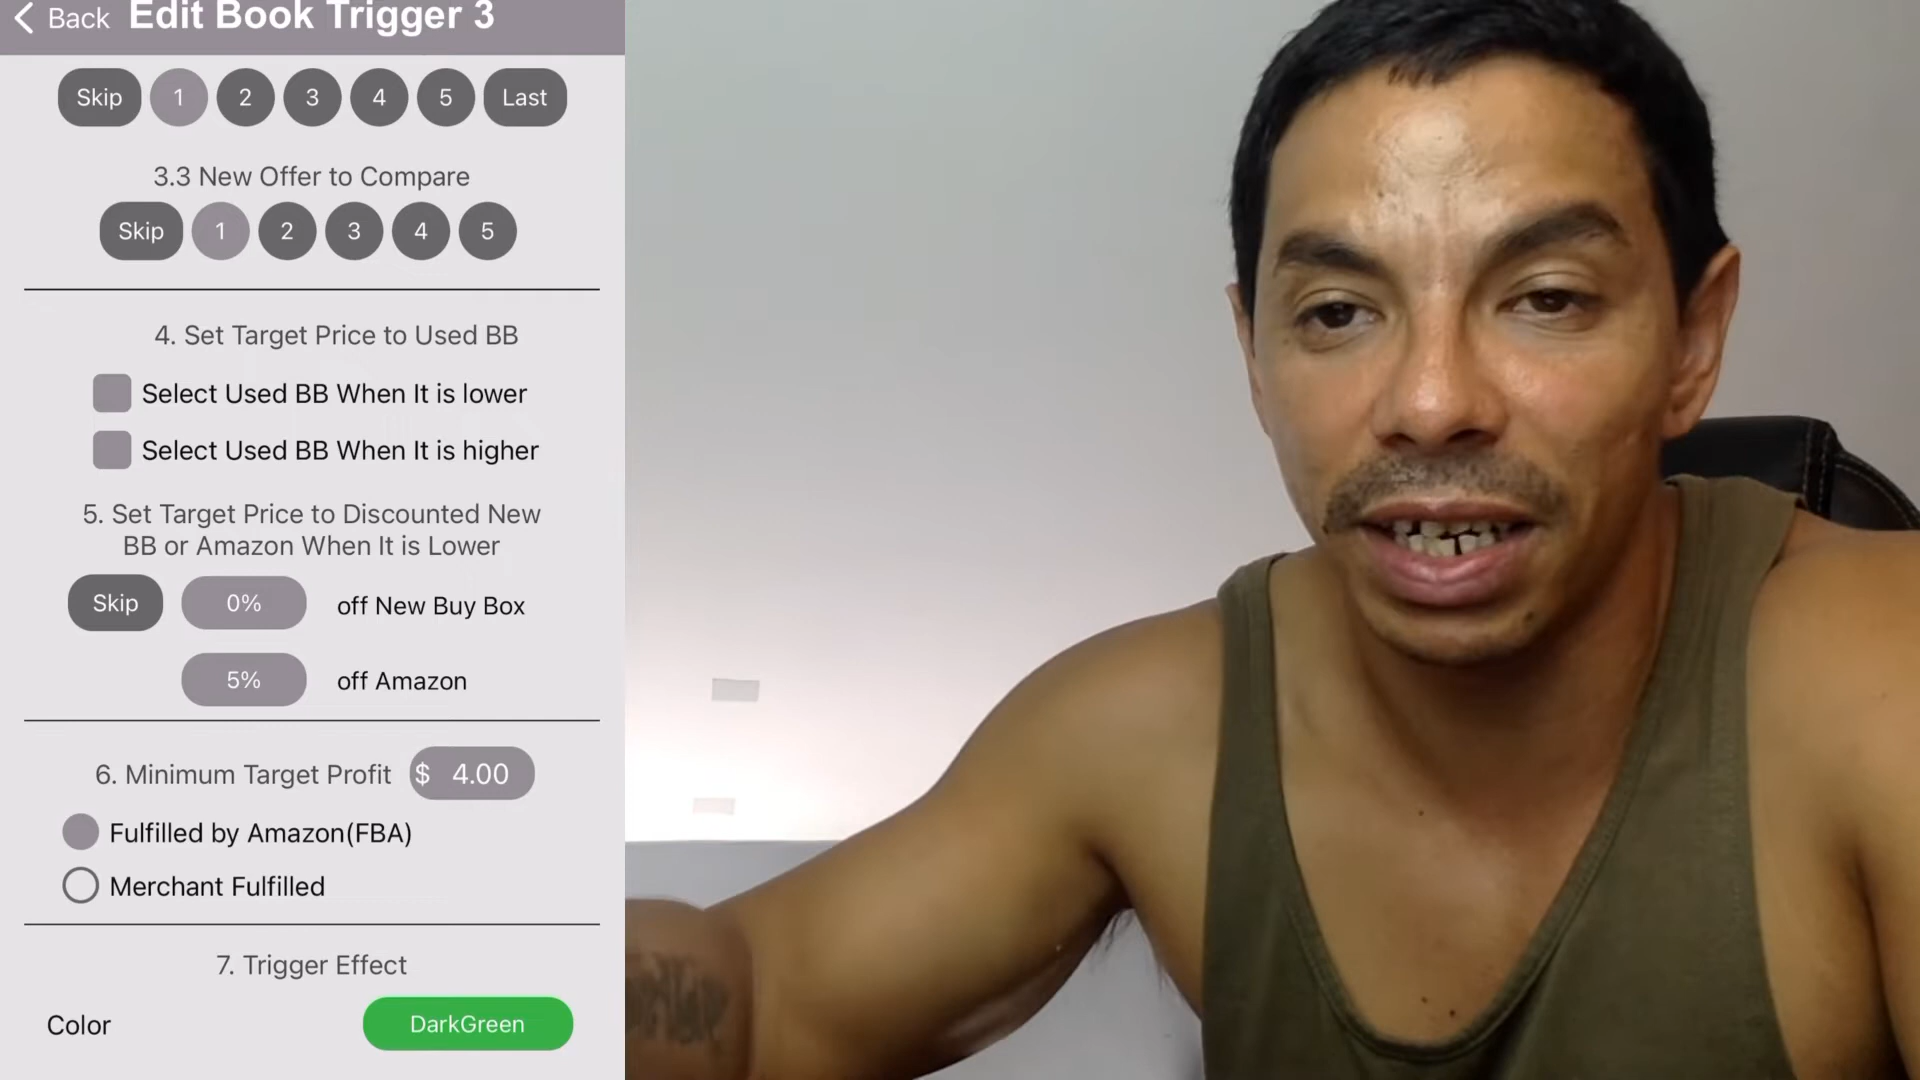 Back Edit Book Trigger 3
Skip 1 2 3 4 5 Last
3.3 New Offer to Compare
Skip 1 2 3 4 5
4. Set Target Price to Used BB
Select Used BB When It is lower
Select Used BB When It is higher
5. Set Target Price to Discounted New
BB or Amazon When It is Lower
Skip 0% off New Buy Box
5% off Amazon
6. Minimum Target Profit $ 4.00
Fulfilled by Amazon(FBA)
Merchant Fulfilled
7. Trigger Effect
Color DarkGreen